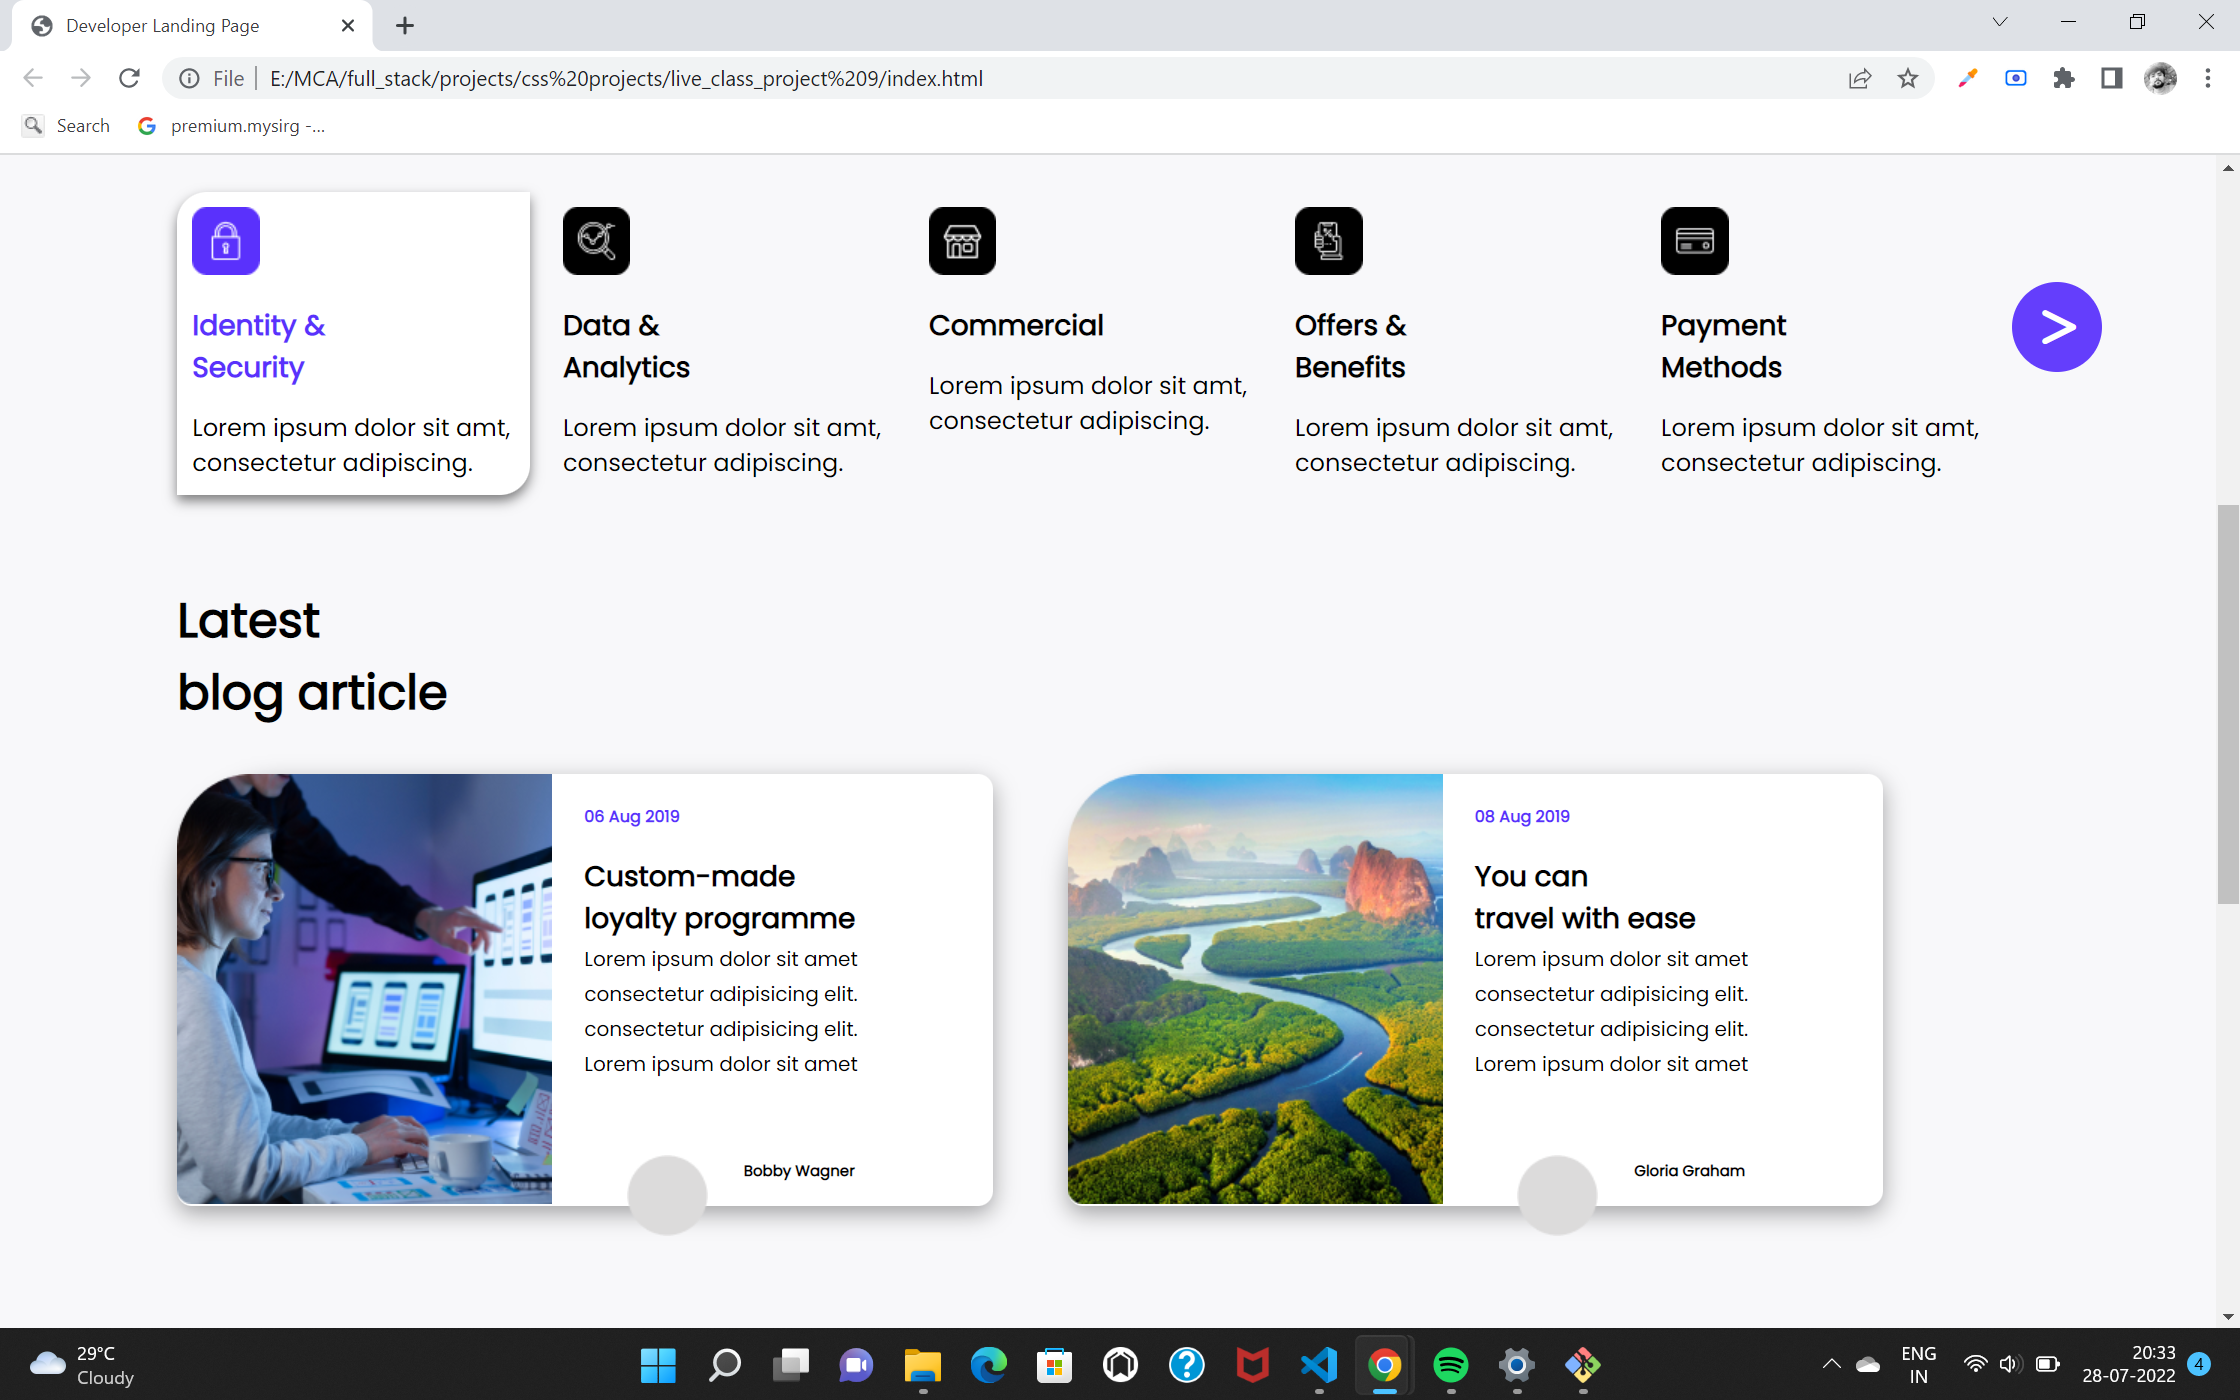 Developer Landing Page
File
E:/MCA/full_stack/projects/css%20projects/live_class_project%209/index.html
Search
premium.mysirg -...
Identity &
Security
Lorem ipsum dolor sit amt,
consectetur adipiscing.
Data &
Analytics
Lorem ipsum dolor sit amt,
consectetur adipiscing.
Commercial
Lorem ipsum dolor sit amt,
consectetur adipiscing.
Offers &
Benefits
Lorem ipsum dolor sit amt,
consectetur adipiscing.
Payment
Methods
Lorem ipsum dolor sit amt,
consectetur adipiscing.
>
Latest
blog article
06 Aug 2019
Custom-made
loyalty programme
Lorem ipsum dolor sit amet
consectetur adipisicing elit.
consectetur adipisicing elit.
Lorem ipsum dolor sit amet
Bobby Wagner
08 Aug 2019
You can
travel with ease
Lorem ipsum dolor sit amet
consectetur adipisicing elit.
consectetur adipisicing elit.
Lorem ipsum dolor sit amet
Gloria Graham
29°C
Cloudy
ENG
IN
20:33
28-07-2022
4